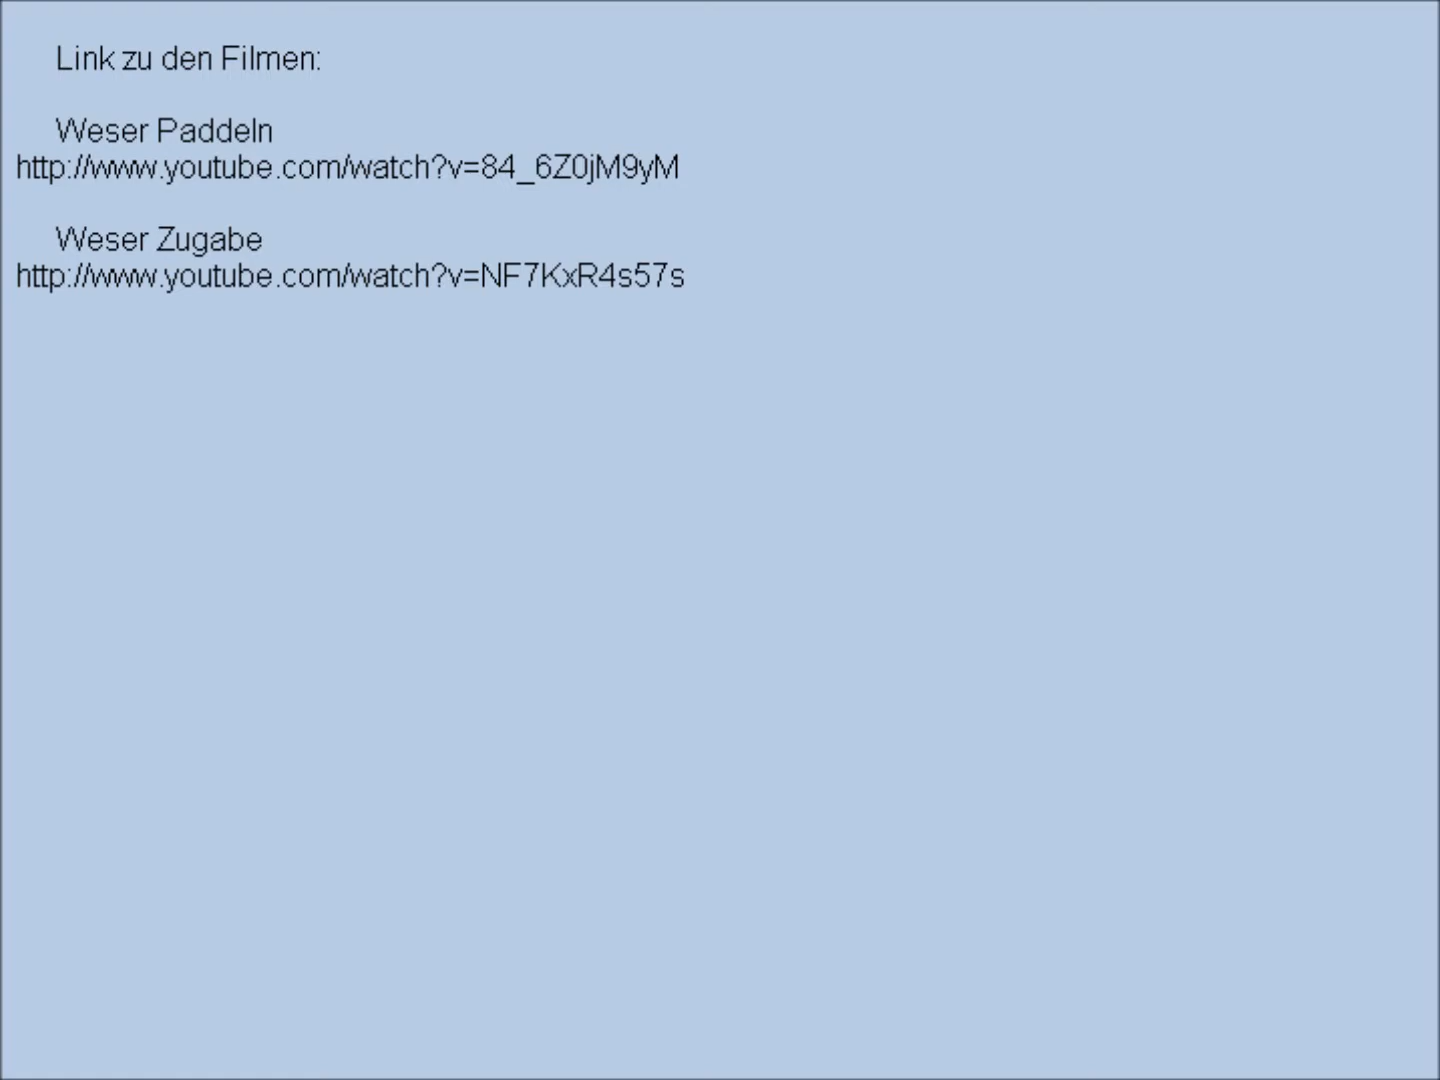 Link zu den Filmen:
Weser Paddeln
http://www.youtube.com/watch?v=84_6Z0jM9yM
Weser Zugabe
http://www.youtube.com/watch?v=NF7KxR4s57s